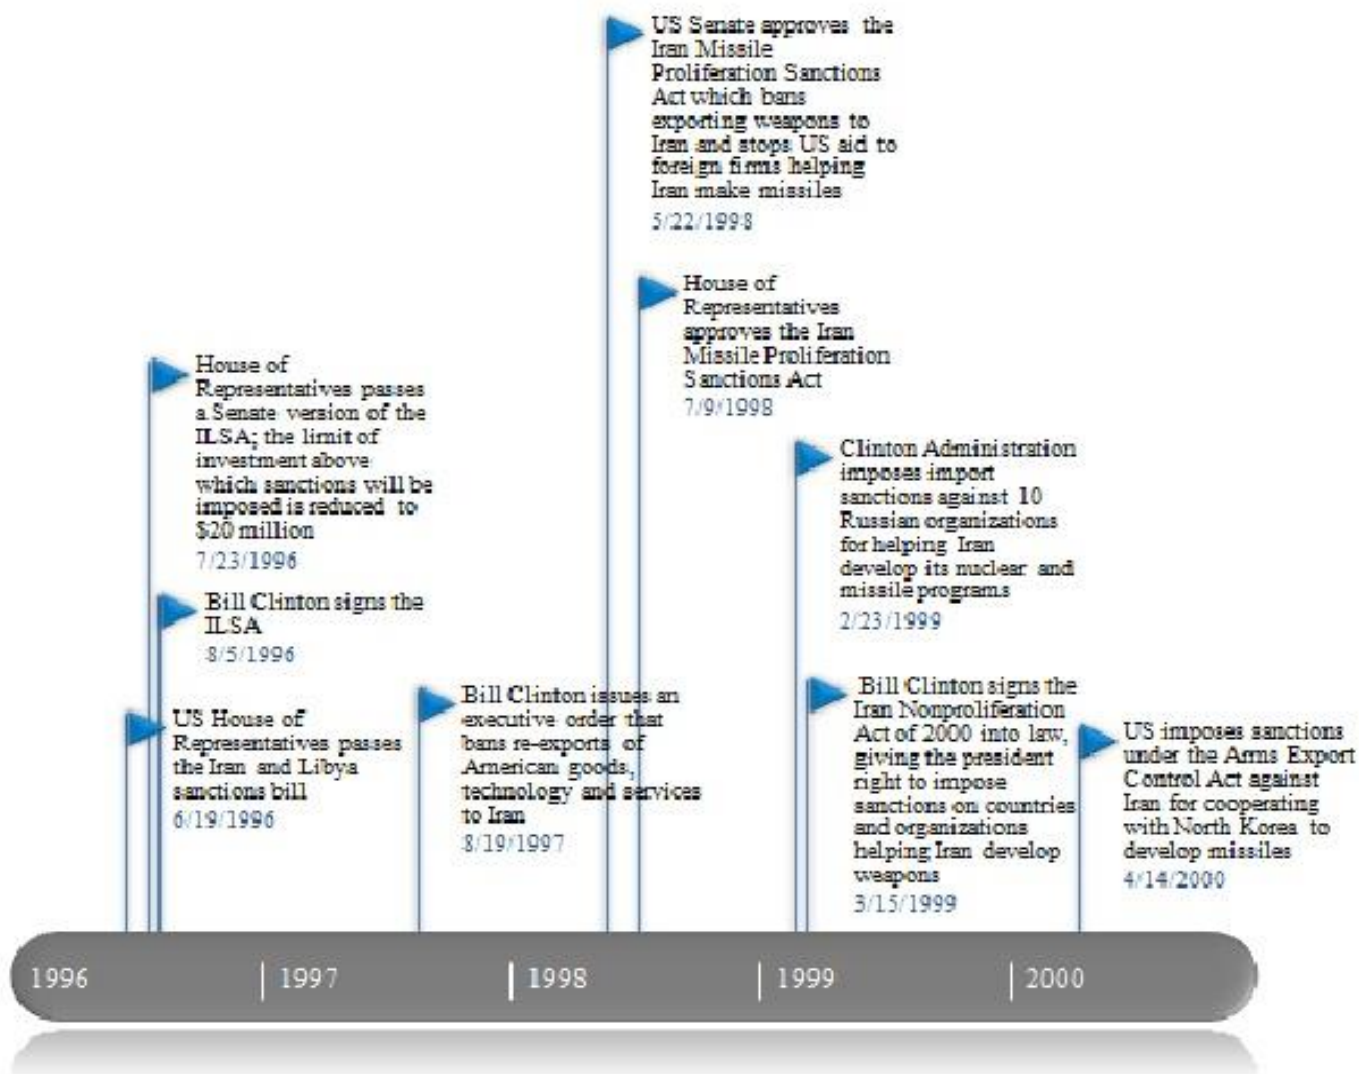 US Senate approves the
Iran Missile
Proliferation Sanctions
Act which bans
exporting weapons to
Iran and stops US aid to
foreign firms helping
Iran make missiles
5/22/1998
House of
Representatives
approves the Iran
Missile Proliferation
Sanctions Act
7/9/1998
House of
Representatives passes
a Senate version of the
ILSA; the limit of
investment above
which sanctions will be
imposed is reduced to
$20 million
7/23/1996
Clinton Administration
imposes import
sanctions against 10
Russian organizations
for helping Iran
develop its nuclear and
missile programs
2/23/1999
Bill Clinton signs the
ILSA
8/5/1996
US House of
Representatives passes
the Iran and Libya
sanctions bill
6/19/1996
Bill Clinton issues an
executive order that
bans re-exports of
American goods,
technology and services
to Iran
8/19/1997
Bill Clinton signs the
Iran Nonproliferation
Act of 2000 into law,
giving the president
right to impose
sanctions on countries
and organizations
helping Iran develop
weapons
3/15/1999
US imposes sanctions
under the Arms Export
Control Act against
Iran for cooperating
with North Korea to
develop missiles
4/14/2000
1996
1997
1998
1999
2000